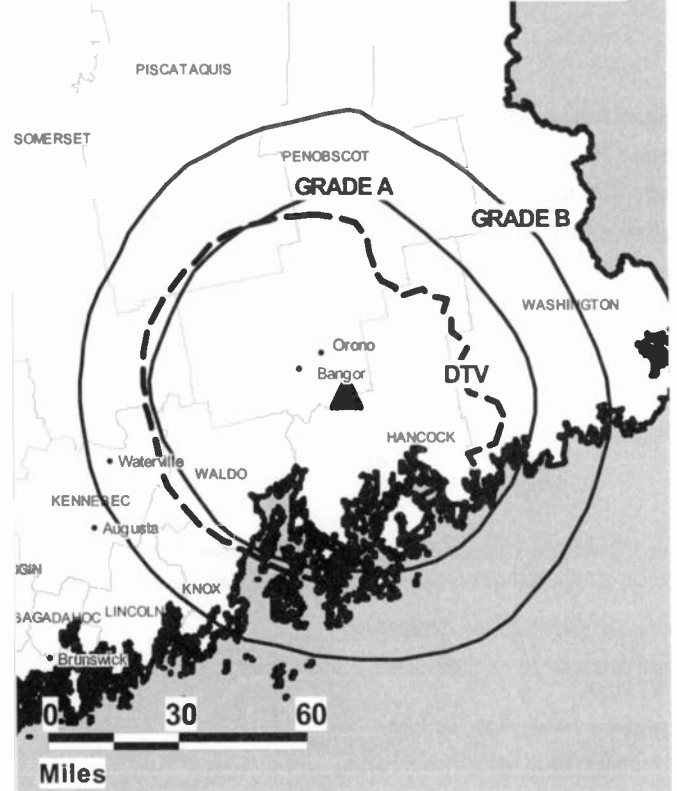 PISCATAQUIS
SOMERSET
PENOBSCOT
GRADE A
GRADE B
WASHINGTON
Orono
Bangor
DTV
HANCOCK
Waterville
WALDO
KENNEBEC
Augusta
GIN
KNOX
SAGADAHOC LINCOLN
Brunswick
0 30 60
Miles